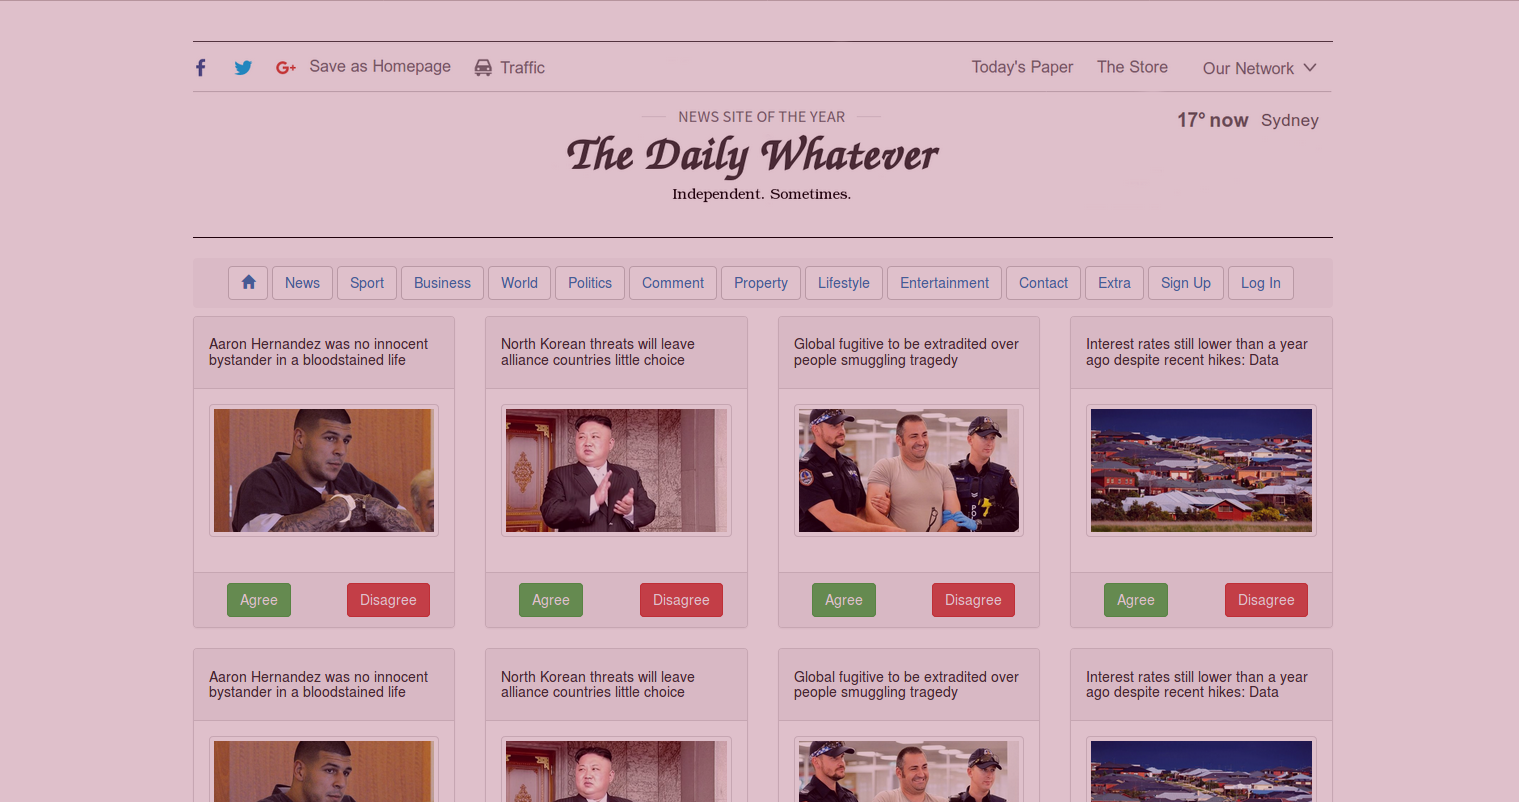 Save as Homepage Traffic Today's Paper The Store Our Network
NEWS SITE OF THE YEAR
17° now Sydney
The Daily Whatever
Independent. Sometimes.
News Sport Business World Politics Comment Property Lifestyle Entertainment Contact Extra Sign Up Log In
Aaron Hernandez was no innocent
bystander in a bloodstained life
North Korean threats will leave
alliance countries little choice
Global fugitive to be extradited over
people smuggling tragedy
Interest rates still lower than a year
ago despite recent hikes: Data
Agree Disagree Agree Disagree Agree Disagree Agree Disagree
Aaron Hernandez was no innocent
bystander in a bloodstained life
North Korean threats will leave
alliance countries little choice
Global fugitive to be extradited over
people smuggling tragedy
Interest rates still lower than a year
ago despite recent hikes: Data